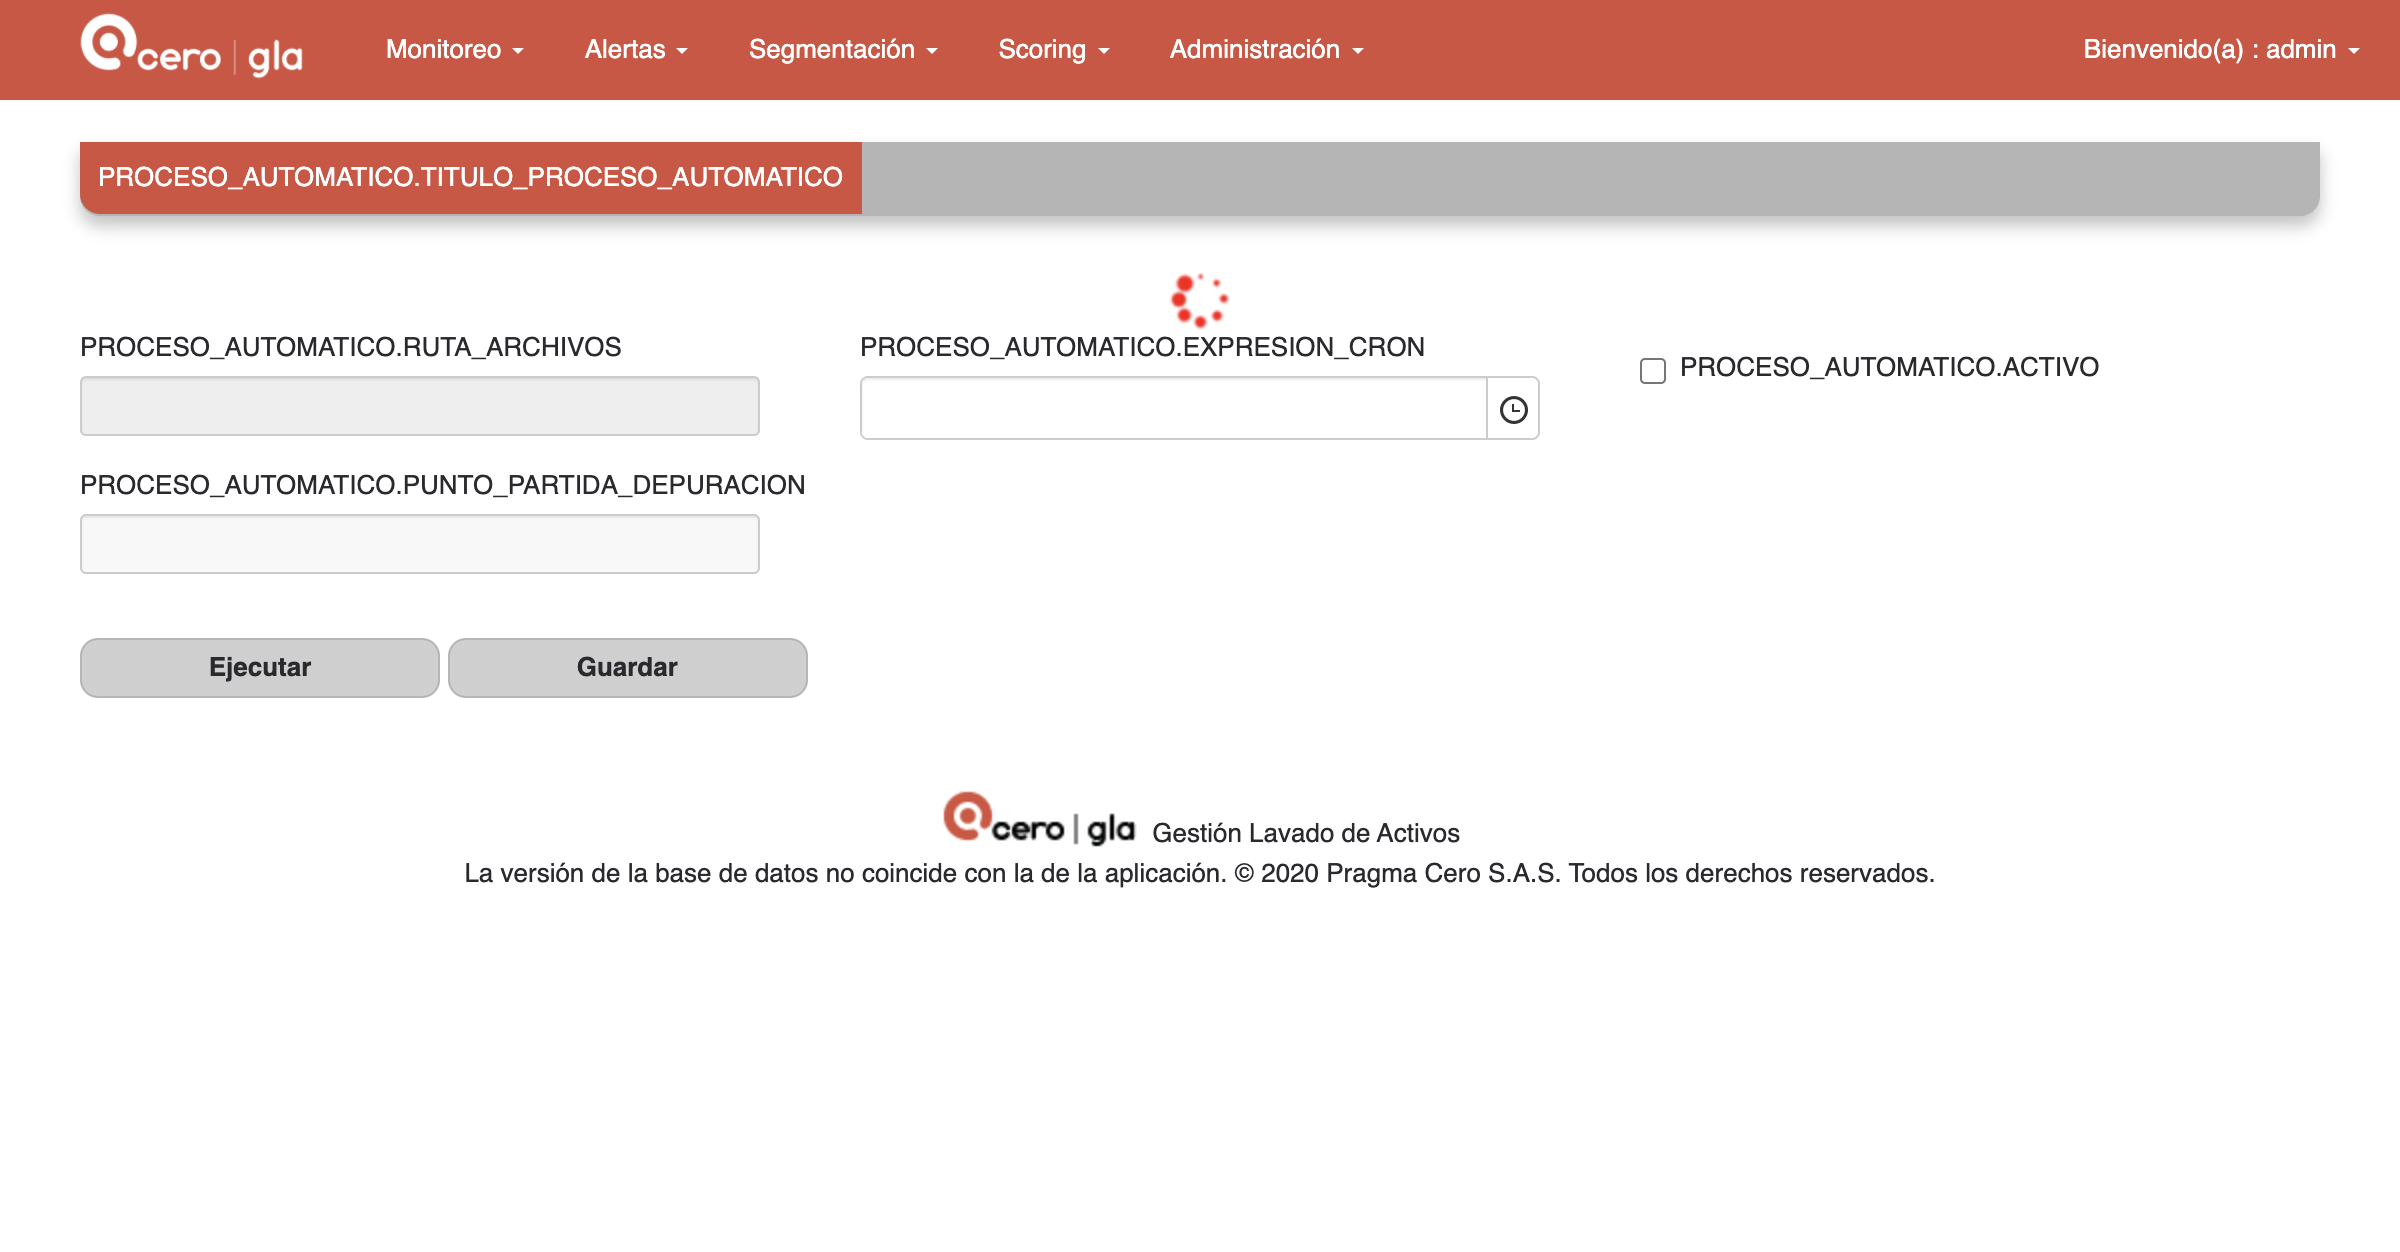 cero | gla Monitoreo Alertas Segmentación Scoring Administración Bienvenido(a) : admin
PROCESO_AUTOMATICO.TITULO_PROCESO_AUTOMATICO
PROCESO_AUTOMATICO.RUTA_ARCHIVOS PROCESO_AUTOMATICO.EXPRESION_CRON PROCESO_AUTOMATICO.ACTIVO
PROCESO_AUTOMATICO.PUNTO_PARTIDA_DEPURACION
Ejecutar Guardar
cero | gla Gestión Lavado de Activos
La versión de la base de datos no coincide con la de la aplicación. © 2020 Pragma Cero S.A.S. Todos los derechos reservados.